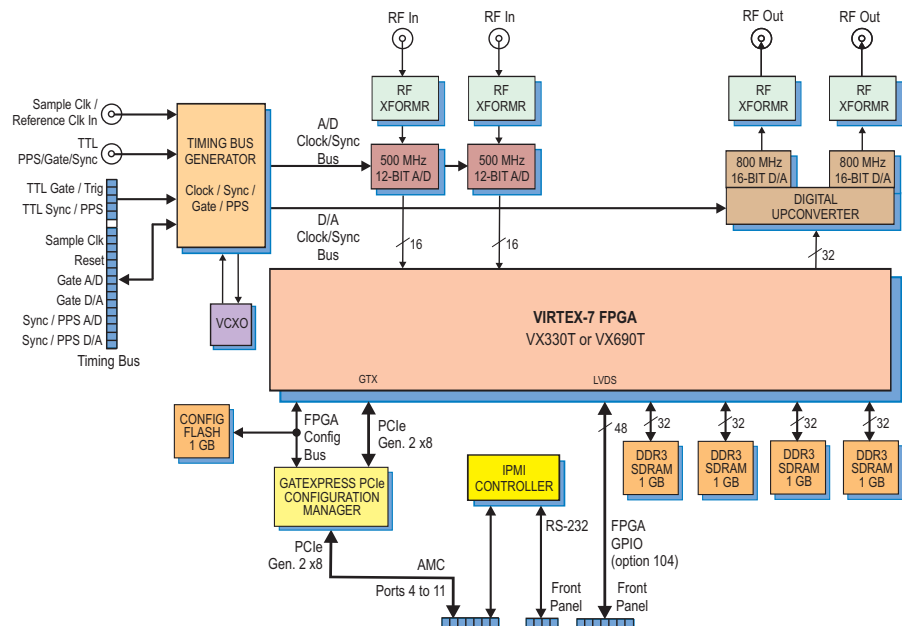 RF In
RF In
RF Out
RF Out
Sample Clk /
Reference Clk In
TTL
PPS/Gate/Sync
TTL Gate / Trig
TTL Sync / PPS
Sample Clk
Reset
Gate A/D
Gate D/A
Sync / PPS A/D
Sync / PPS D/A
Timing Bus
TIMING BUS
GENERATOR
Clock / Sync /
Gate / PPS
VCXO
A/D
Clock/Sync
Bus
D/A
Clock/Sync
Bus
RF
XFORMR
RF
XFORMR
500 MHz
12-BIT A/D
500 MHz
12-BIT A/D
16
16
RF
XFORMR
RF
XFORMR
800 MHz
16-BIT D/A
800 MHz
16-BIT D/A
DIGITAL
UPCONVERTER
32
VIRTEX-7 FPGA
VX330T or VX690T
GTX
LVDS
CONFIG
FLASH
1 GB
FPGA
Config
Bus
PCIe
Gen. 2 x8
48
32
32
32
32
DDR3
SDRAM
1 GB
DDR3
SDRAM
1 GB
DDR3
SDRAM
1 GB
DDR3
SDRAM
1 GB
GATEXPRESS PCIe
CONFIGURATION
MANAGER
IPMI
CONTROLLER
RS-232
FPGA
GPIO
(option 104)
PCIe
Gen. 2 x8
AMC
Ports 4 to 11
Front
Panel
Front
Panel